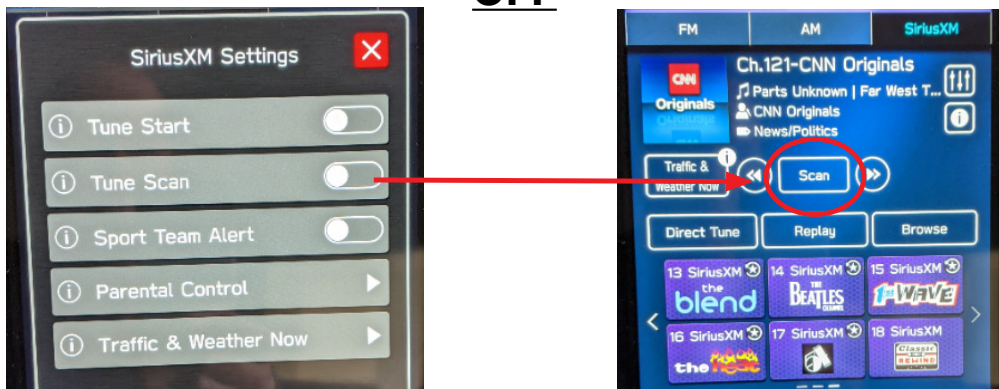 OFF
SiriusXM Settings
Tune Start
Tune Scan
Sport Team Alert
Parental Control
Traffic & Weather Now
FM AM SiriusXM
Ch.121-CNN Originals
CNN
Originals
Parts Unknown | Far West T...
CNN Originals
News/Politics
Traffic &
Weather Now
Scan
Direct Tune Replay Browse
13 SiriusXM 14 SiriusXM 15 SiriusXM
the
blend
THE
BEATLES
CHANNEL
1st WAVE
16 SiriusXM 17 SiriusXM 18 SiriusXM
the
Classic
REWIND